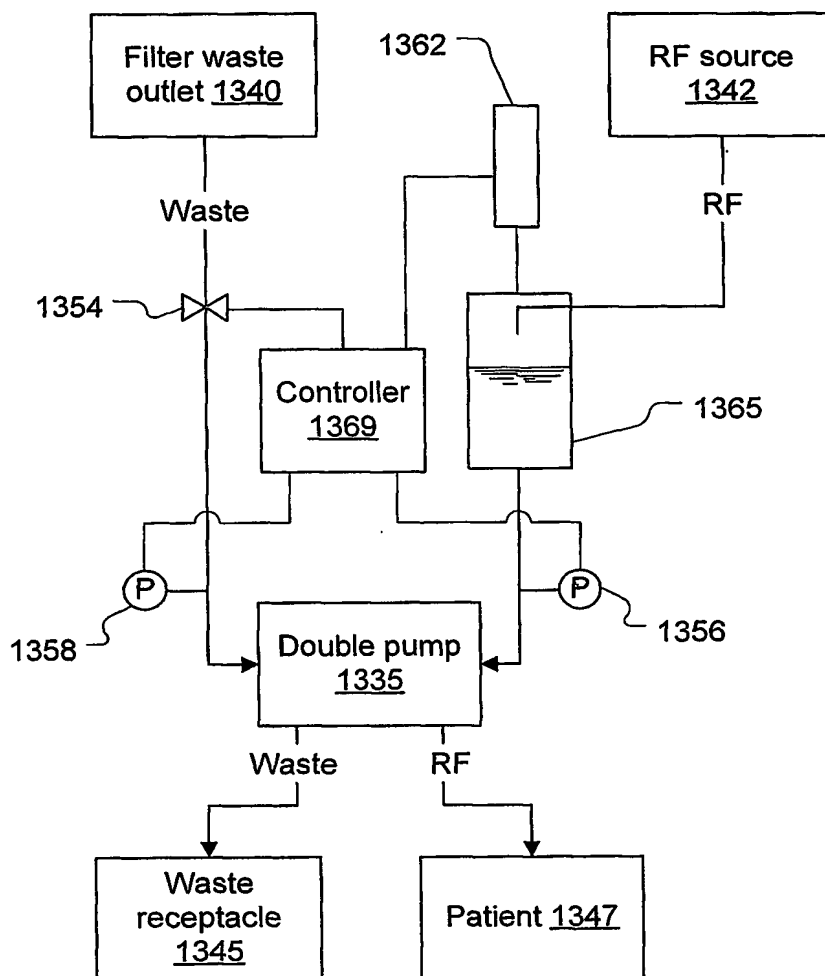 Filter waste
outlet 1340
1362
RF source
1342
Waste
RF
1354
Controller
1369
1365
P
P
1358
1356
Double pump
1335
Waste
RF
Waste
receptacle
1345
Patient 1347